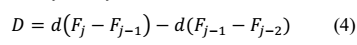 D = d(F_j − F_{j−1}) − d(F_{j−1} − F_{j−2})     (4)